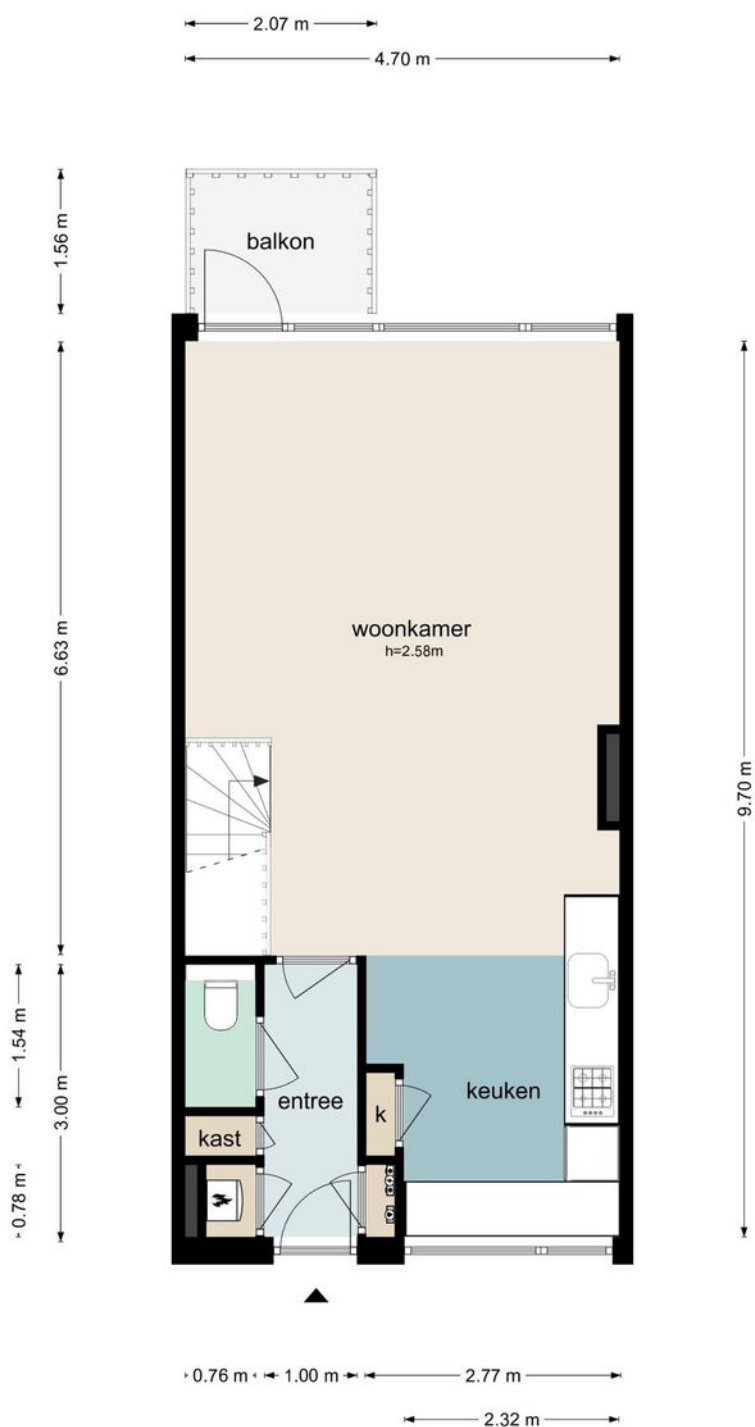 2.07 m
4.70 m
1.56 m
balkon
6.63 m
woonkamer
h=2.58m
9.70 m
1.54 m
3.00 m
entree
keuken
k
kast
0.78 m
0.76 m
1.00 m
2.77 m
2.32 m